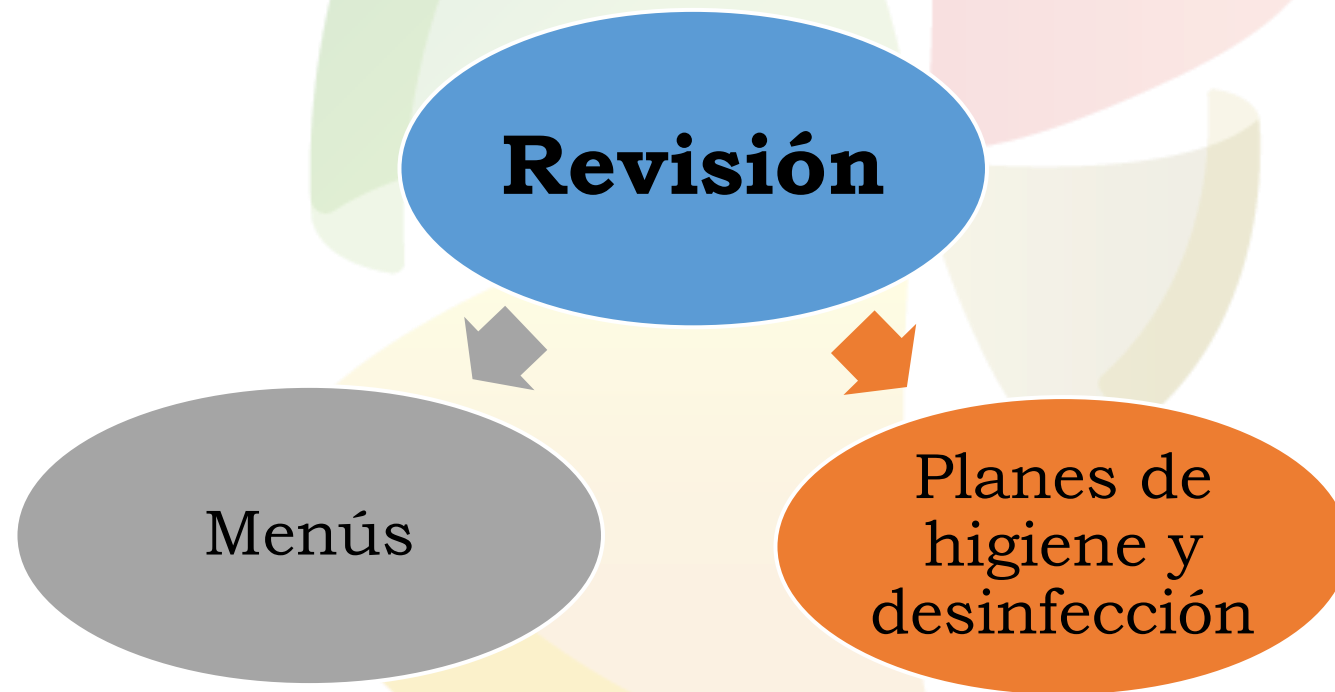 Revisión
Menús
Planes de
higiene y
desinfección